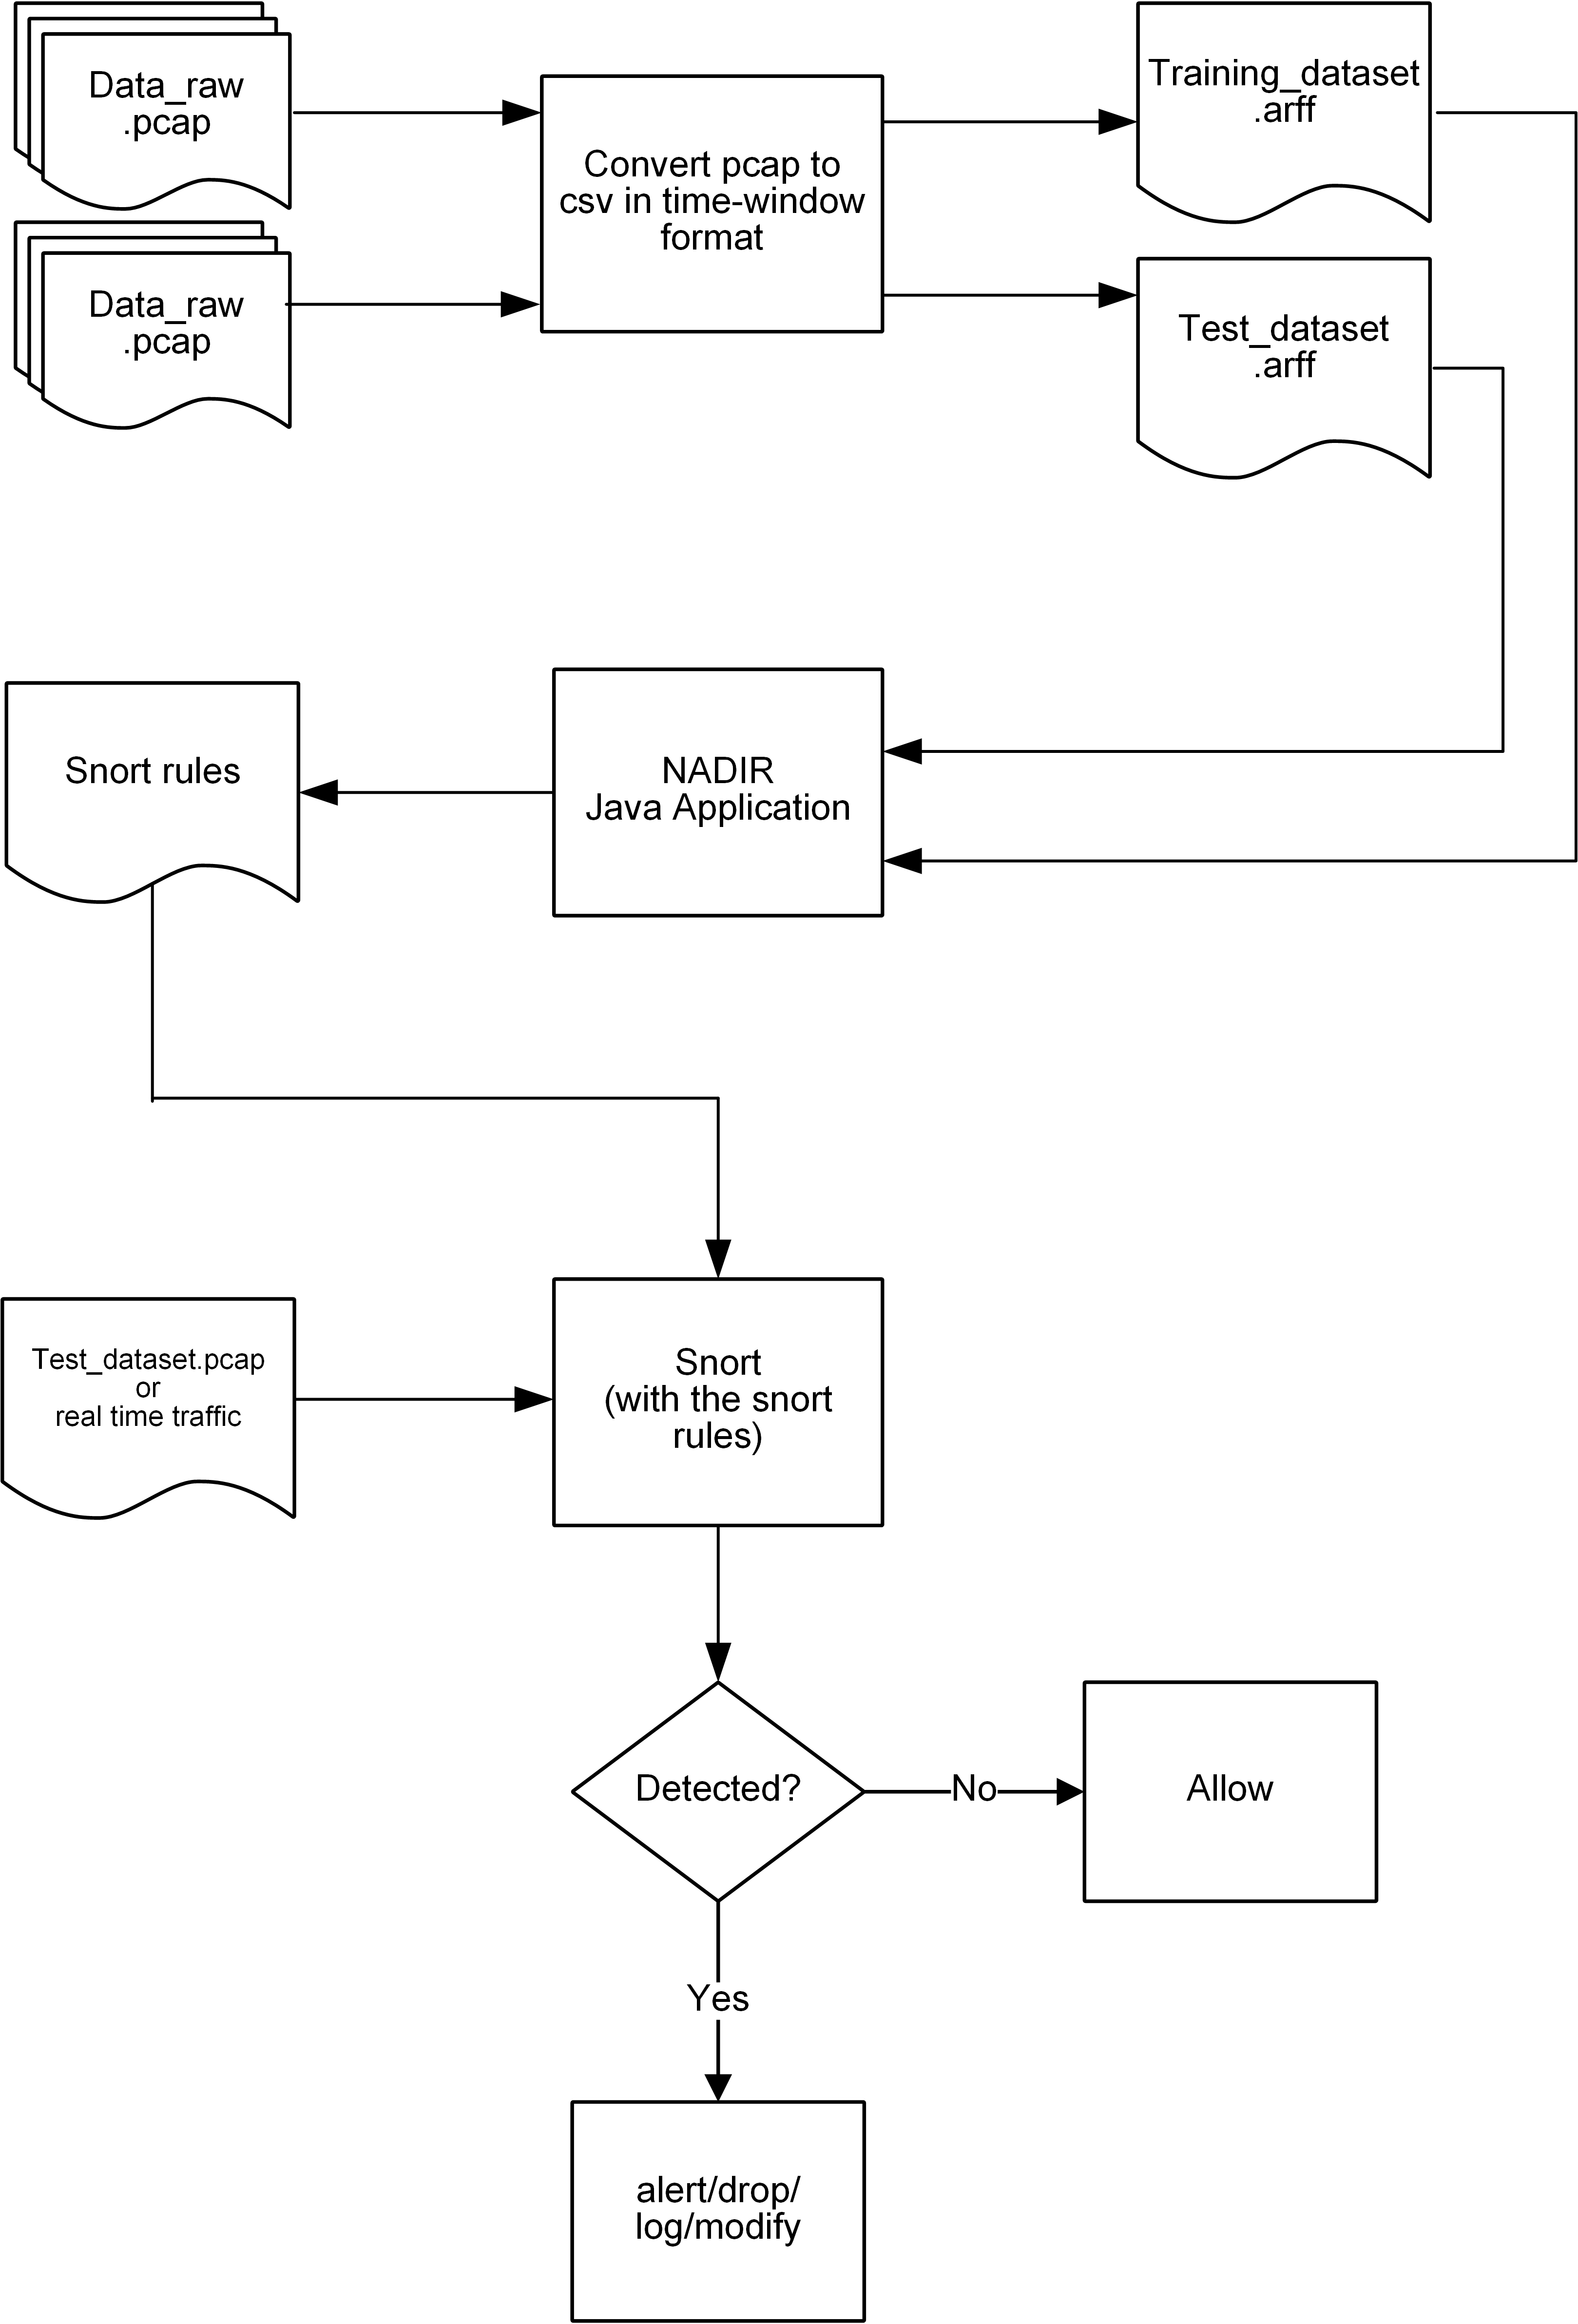 Data_raw
.pcap
Convert pcap to
csv in time-window
format
Training_dataset
.arff
Data_raw
.pcap
Test_dataset
.arff
Snort rules
NADIR
Java Application
Test_dataset.pcap
or
real time traffic
Snort
(with the snort
rules)
Detected?
No
Allow
Yes
alert/drop/
log/modify